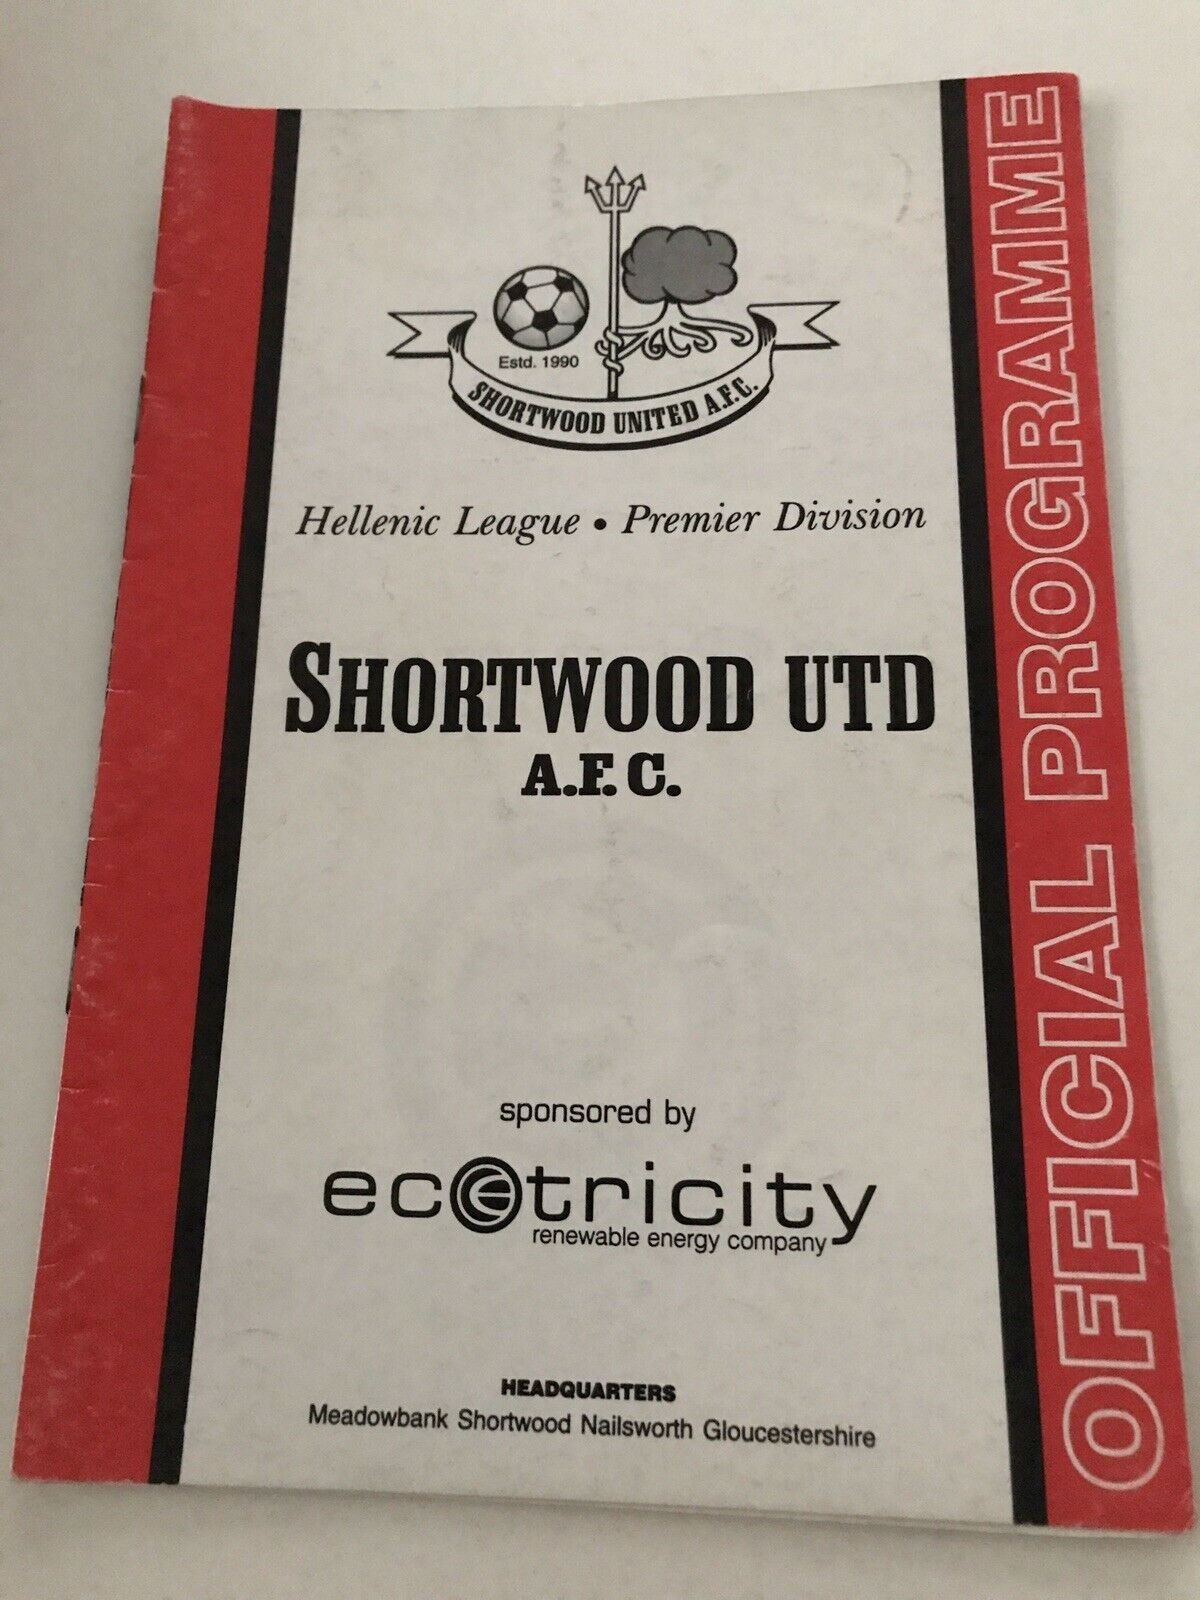 Estd. 1990
SHORTWOOD UNITED A.F.C.
Hellenic League • Premier Division
SHORTWOOD UTD
A.F.C.
sponsored by
ecotricity
renewable energy company
HEADQUARTERS
Meadowbank Shortwood Nailsworth Gloucestershire
OFFICIAL PROGRAMME